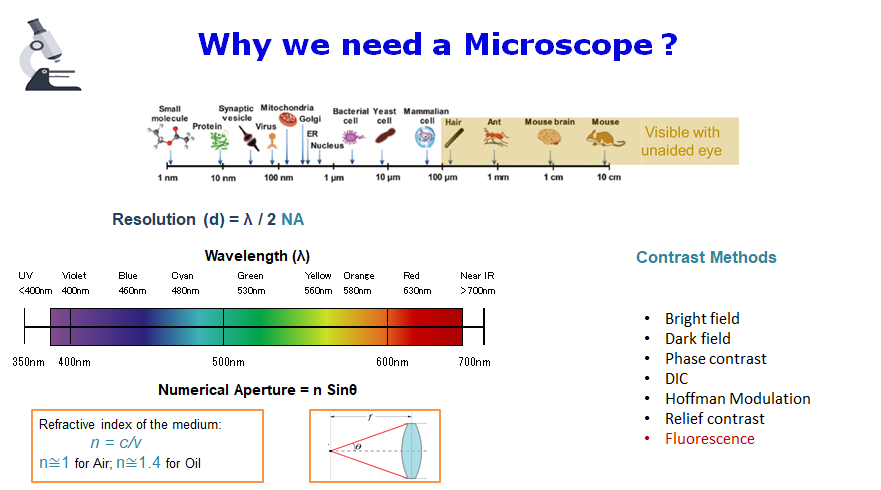 Why we need a Microscope ?
Small molecule
Protein
Synaptic vesicle
Virus
Mitochondria
Golgi
ER
Nucleus
Bacterial cell
Yeast cell
Mammalian cell
Hair
Ant
Mouse brain
Mouse
Visible with
unaided eye
1 nm 10 nm 100 nm 1 μm 10 μm 100 μm 1 mm 1 cm 10 cm
Resolution (d) = λ / 2 NA
Wavelength (λ)
UV Violet Blue Cyan Green Yellow Orange Red Near IR
<400nm 400nm 460nm 480nm 530nm 560nm 580nm 630nm >700nm
350nm 400nm 500nm 600nm 700nm
Numerical Aperture = n Sinθ
Refractive index of the medium:
n = c/v
n≅1 for Air; n≅1.4 for Oil
f
θ
Contrast Methods
• Bright field
• Dark field
• Phase contrast
• DIC
• Hoffman Modulation
• Relief contrast
• Fluorescence